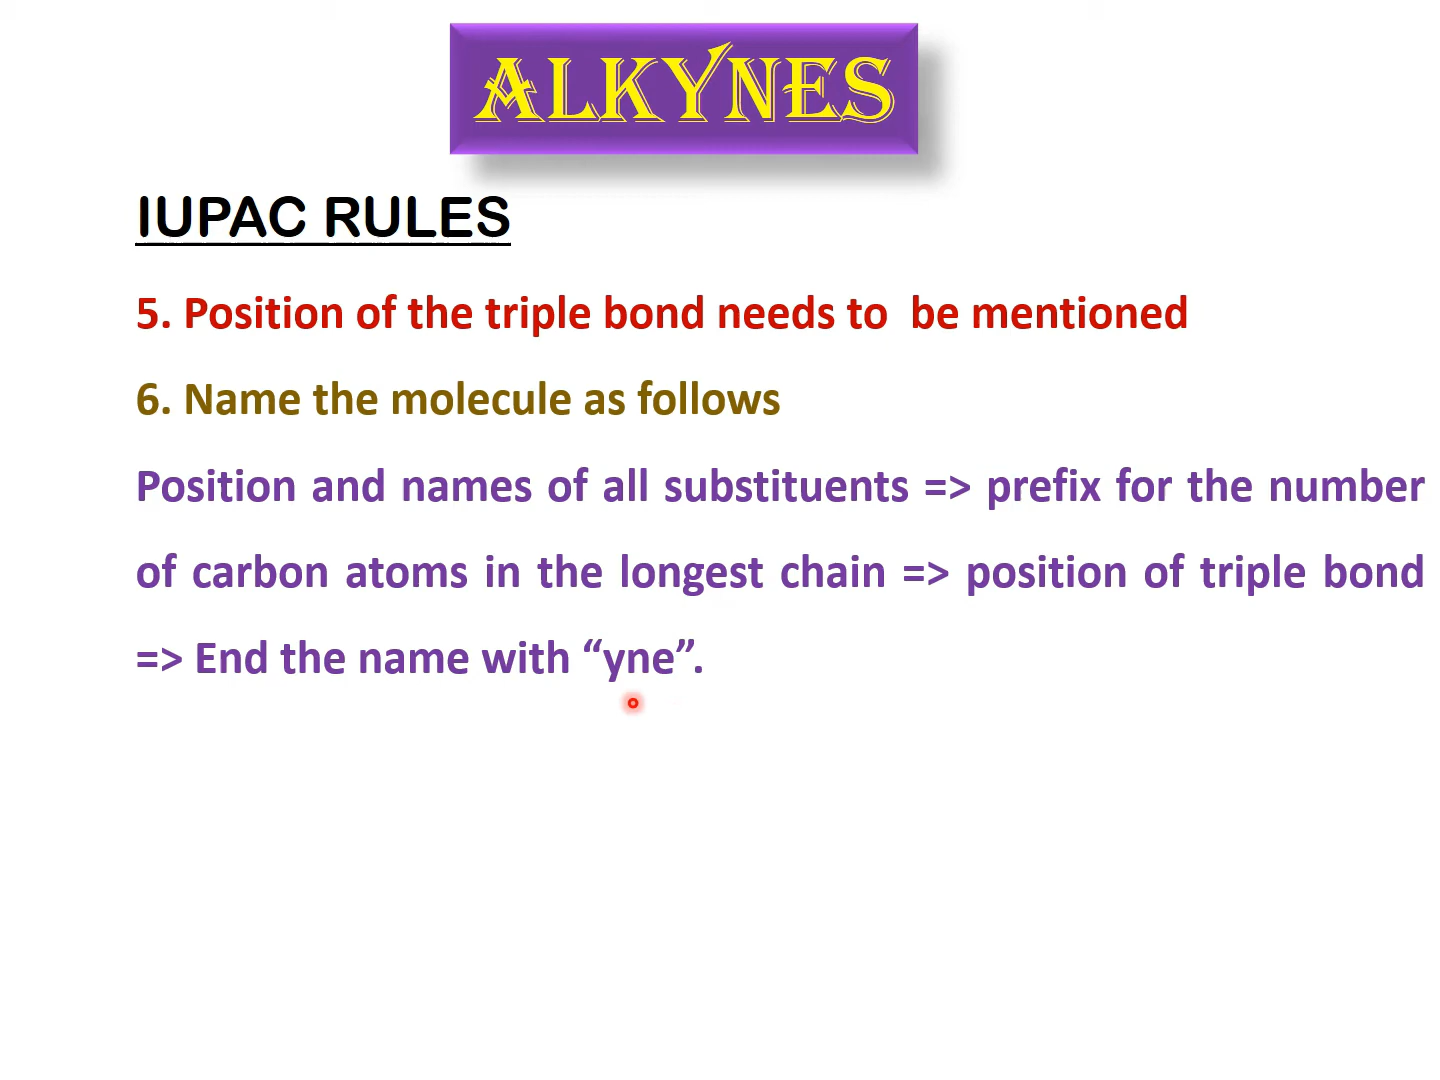 ALKYNES
IUPAC RULES
5. Position of the triple bond needs to  be mentioned
6. Name the molecule as follows
Position and names of all substituents => prefix for the number
of carbon atoms in the longest chain => position of triple bond
=> End the name with “yne”.